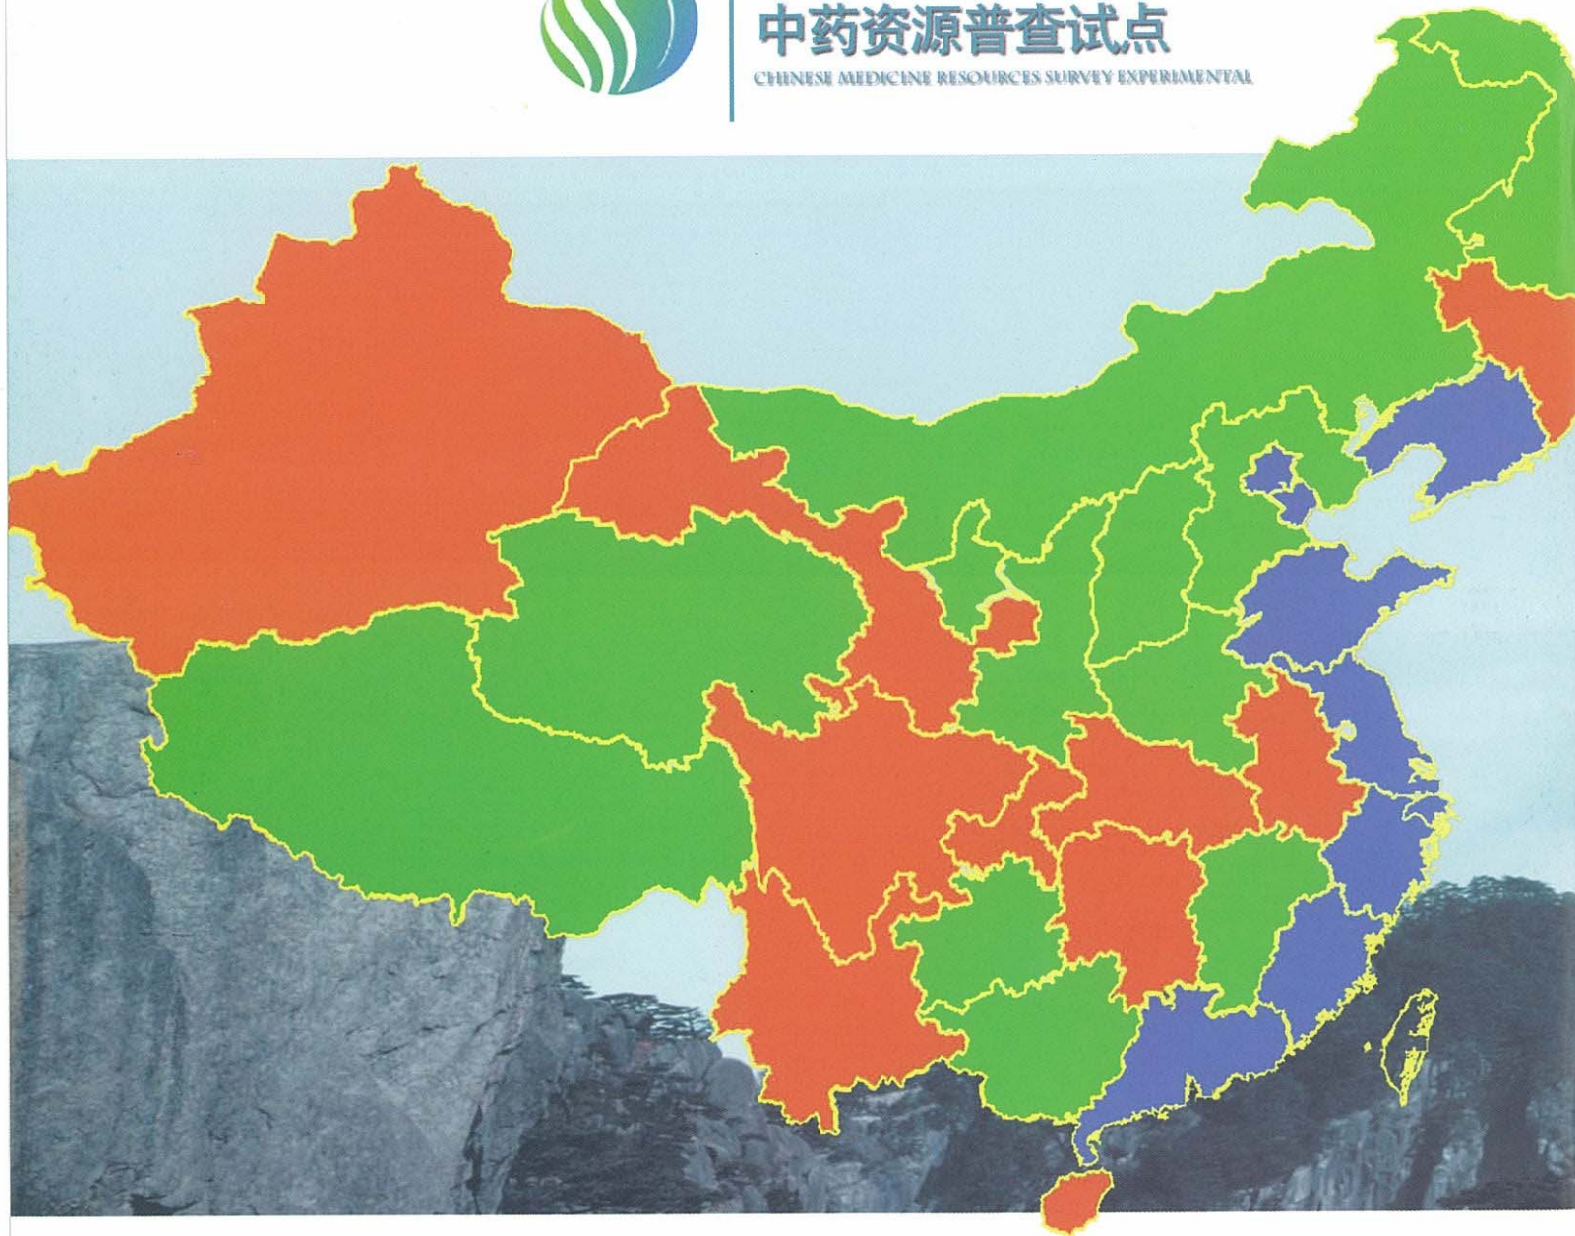 中药资源普查试点
CHINESE MEDICINE RESOURCES SURVEY EXPERIMENTAL